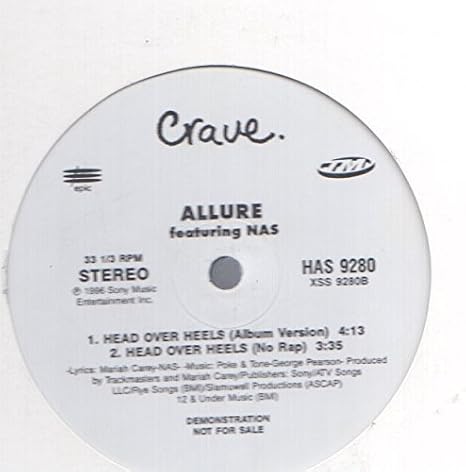 Crave.
epic
TMI
ALLURE
featuring NAS
33 1/3 RPM
STEREO
℗ 1996 Sony Music
Entertainment Inc.
HAS 9280
XSS 9280B
1. HEAD OVER HEELS (Album Version) 4:13
2. HEAD OVER HEELS (No Rap) 3:35
-Lyrics: Mariah Carey-NAS- -Music: Poke & Tone-George Pearson- Produced
by Trackmasters and Mariah Carey/Publishers: Sony/ATV Songs
LLC/Rye Songs (BMI)/Slamuwell Productions (ASCAP)
12 & Under Music (BMI)
DEMONSTRATION
NOT FOR SALE